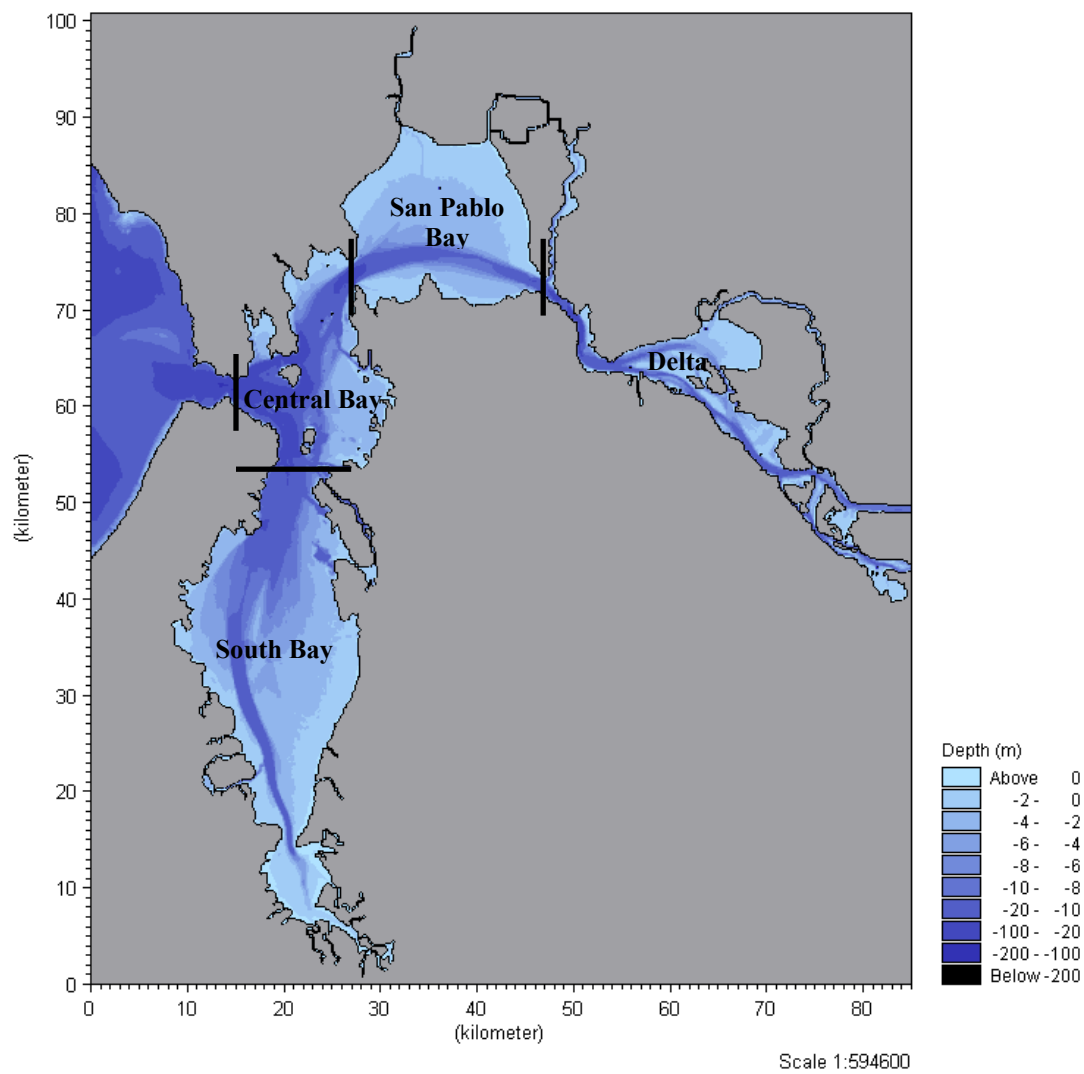 100
90
80
70
60
50
40
30
20
10
0
(kilometer)
San Pablo
Bay
Delta
Central Bay
South Bay
0 10 20 30 40 50 60 70 80
(kilometer)
Scale 1:594600
Depth (m)
Above 0
-2 - 0
-4 - -2
-6 - -4
-8 - -6
-10 - -8
-20 - -10
-100 - -20
-200 - -100
Below -200